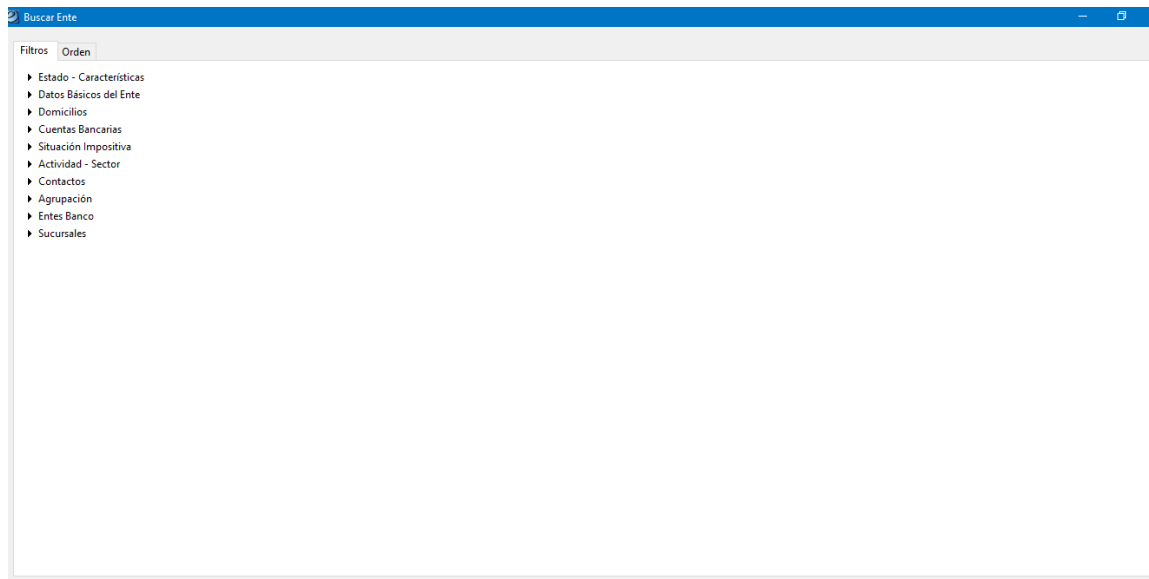 Buscar Ente
Filtros Orden
Estado - Características
Datos Básicos del Ente
Domicilios
Cuentas Bancarias
Situación Impositiva
Actividad - Sector
Contactos
Agrupación
Entes Banco
Sucursales